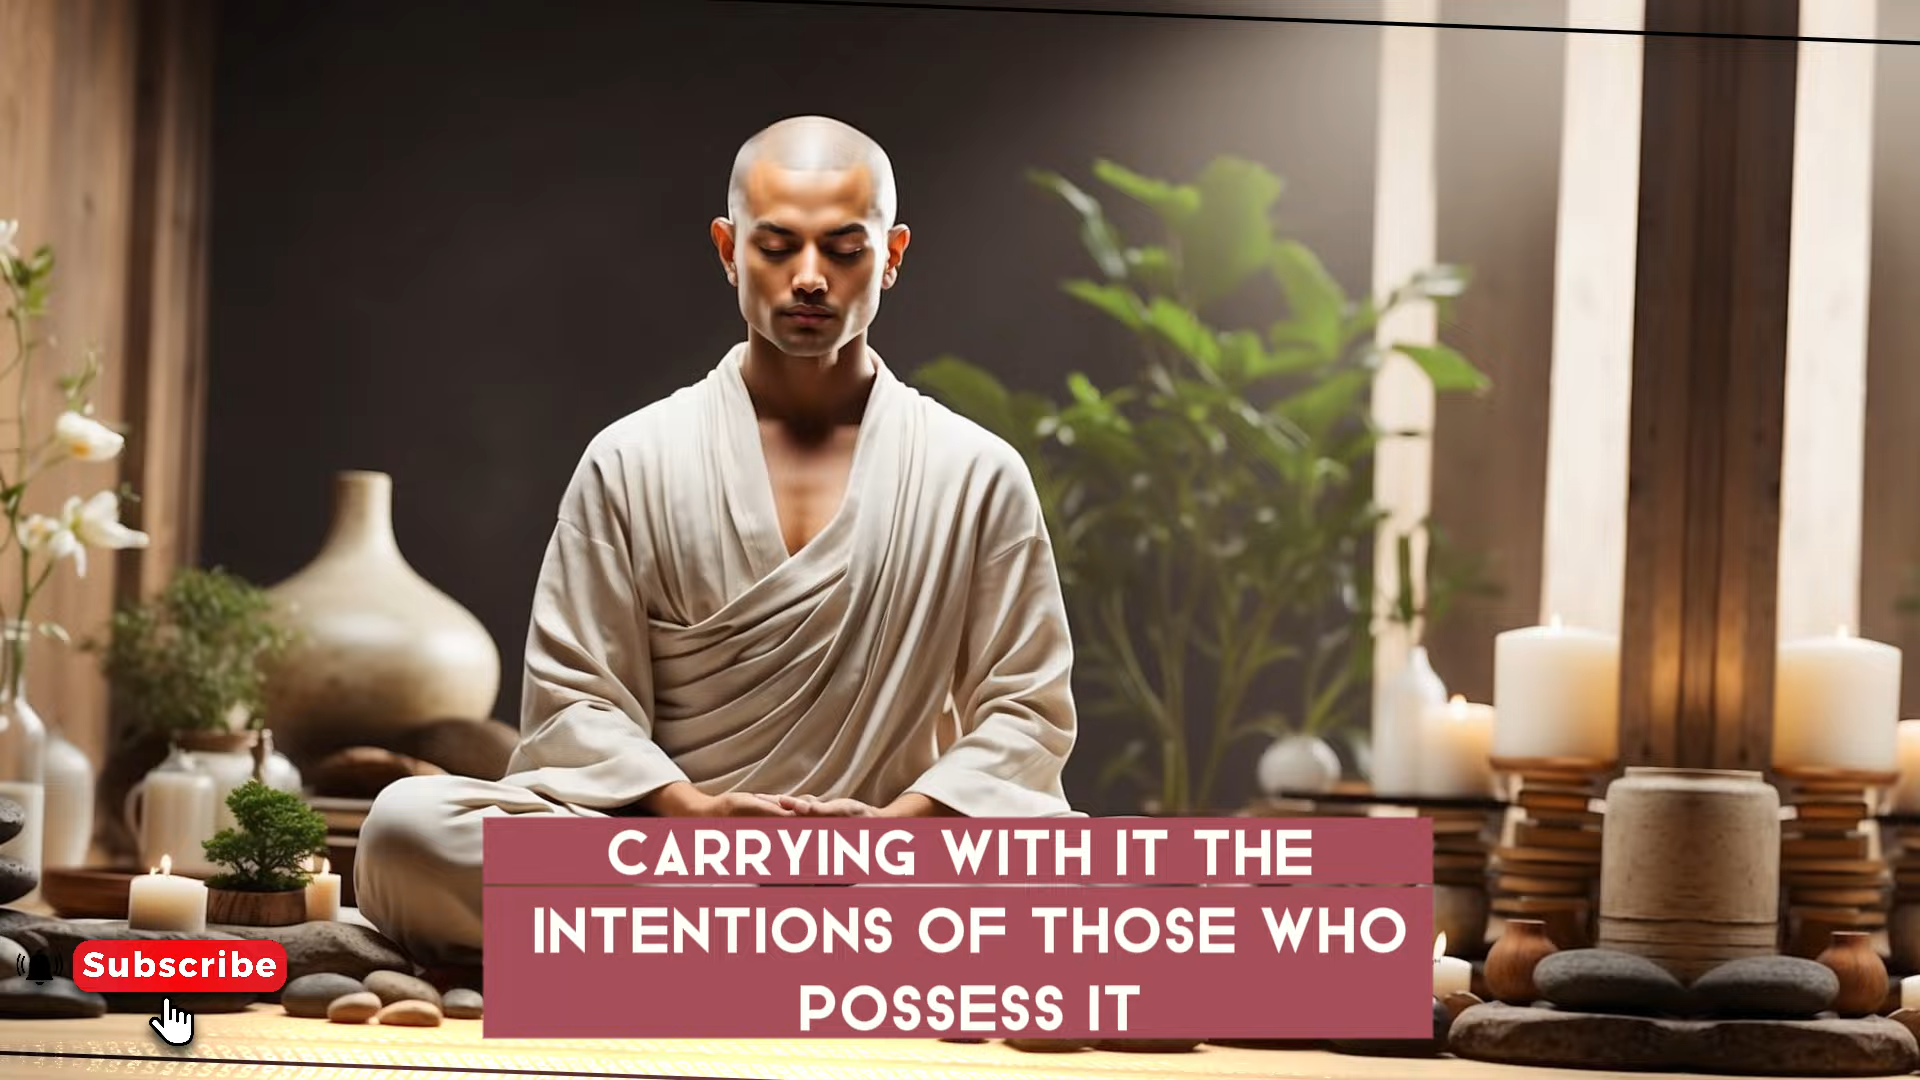 CARRYING WITH IT THE
INTENTIONS OF THOSE WHO
POSSESS IT
Subscribe